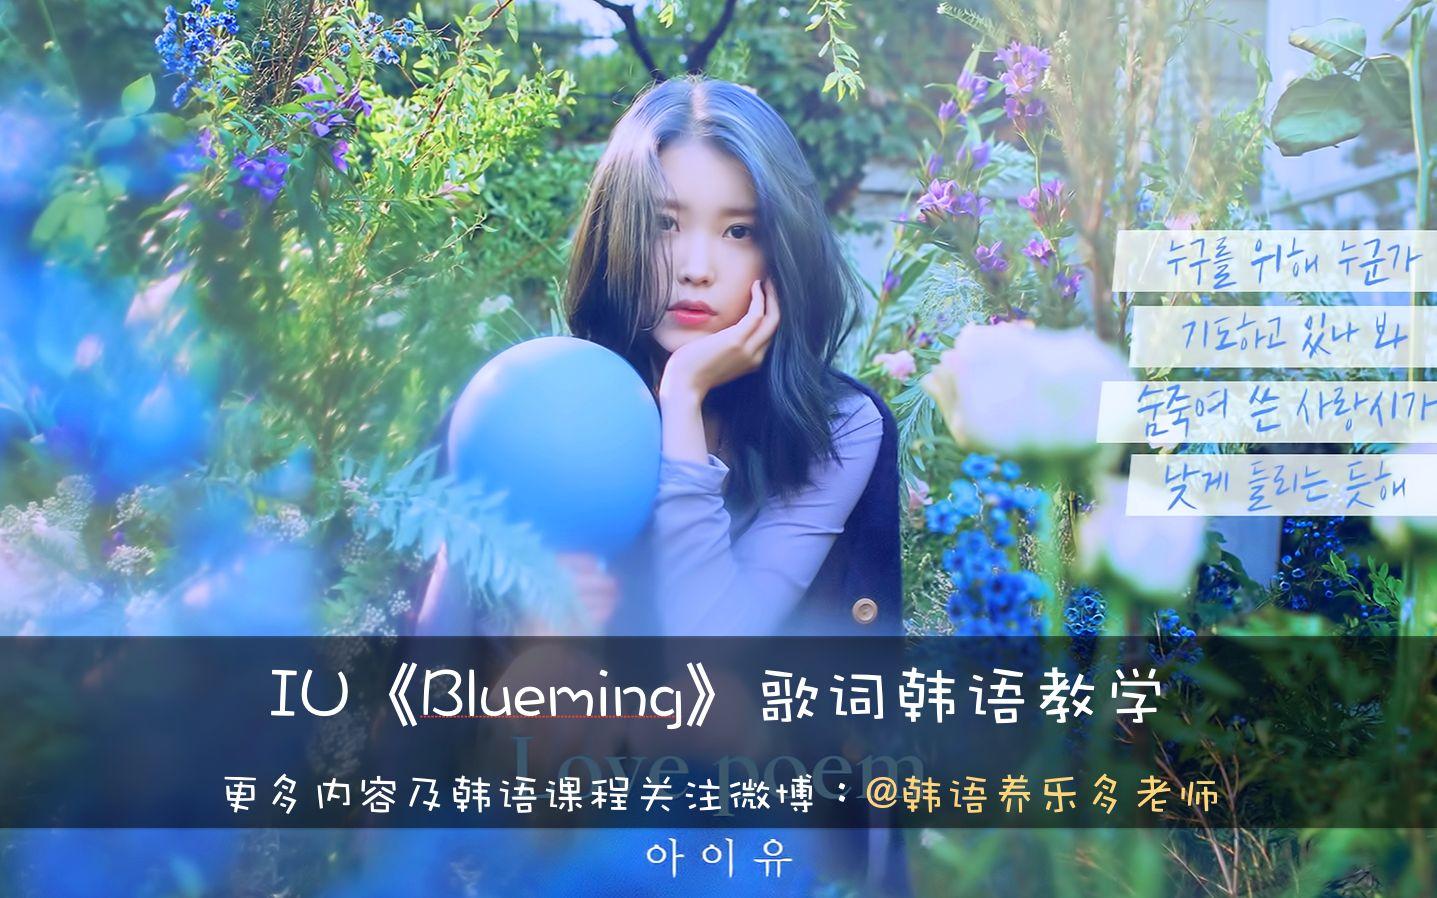 누구를 위해 누군가
기도하고 있나 봐
숨죽여 쓴 사랑시가
낮게 들리는 듯해
IU《Blueming》歌词韩语教学
Love poem
更多内容及韩语课程关注微博：@韩语养乐多老师
아이유